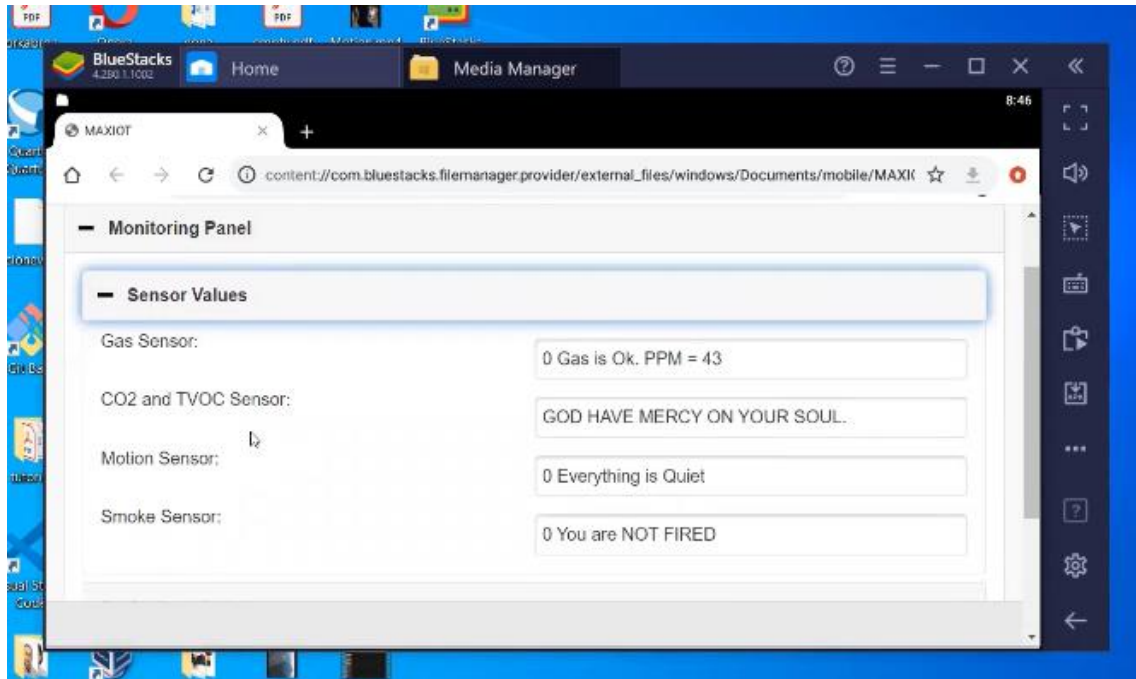 PDF
PDF
BlueStacks
4.280.1.1002
Home
Media Manager
8:46
MAXIOT
content://com.bluestacks.filemanager.provider/external_files/windows/Documents/mobile/MAXI
Monitoring Panel
Sensor Values
Gas Sensor:
0 Gas is Ok. PPM = 43
CO2 and TVOC Sensor:
GOD HAVE MERCY ON YOUR SOUL.
Motion Sensor:
0 Everything is Quiet
Smoke Sensor:
0 You are NOT FIRED